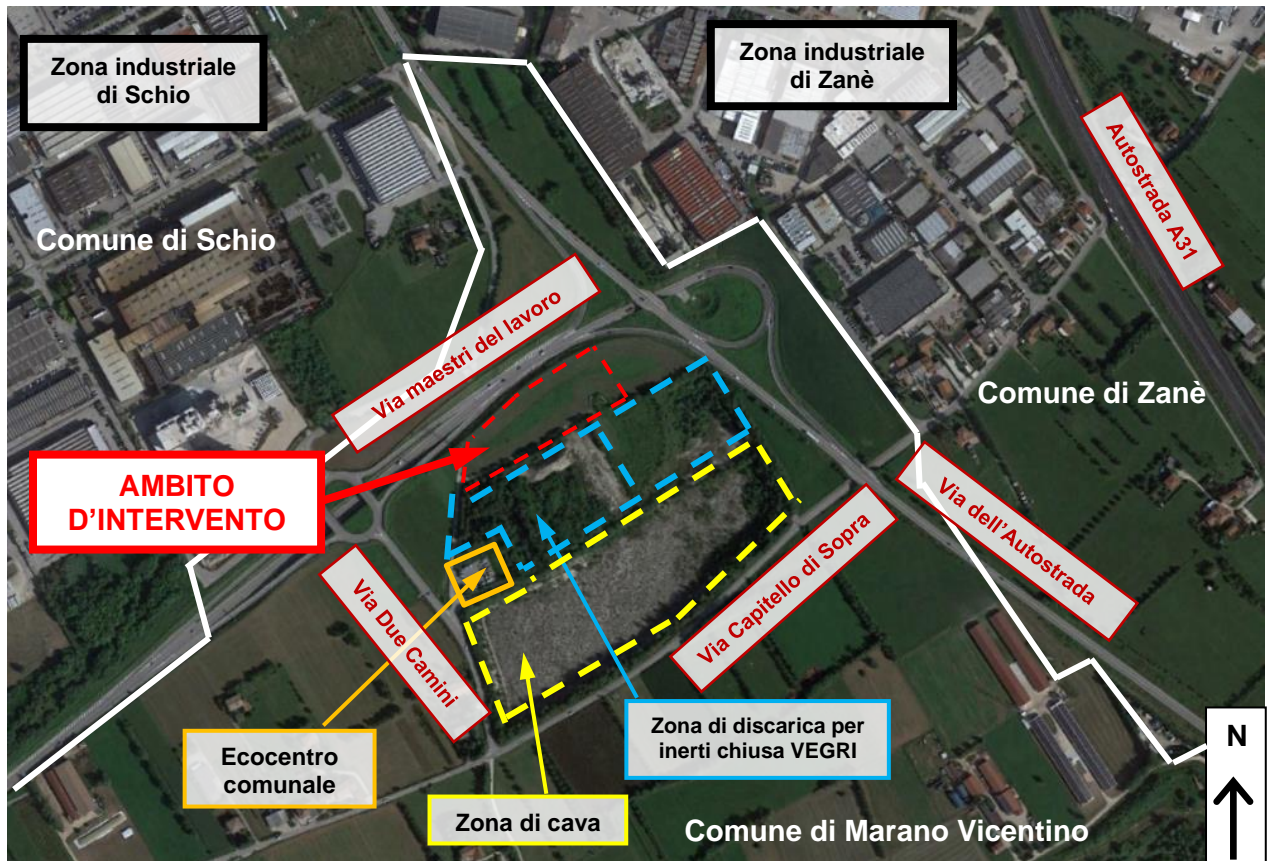 Zona industriale
di Schio
Zona industriale
di Zanè
Autostrada A31
Comune di Schio
Via maestri del lavoro
Comune di Zanè
AMBITO
D'INTERVENTO
Via dell'Autostrada
Via Due Camini
Via Capitello di Sopra
Ecocentro
comunale
Zona di discarica per
inerti chiusa VEGRI
Zona di cava
Comune di Marano Vicentino
N